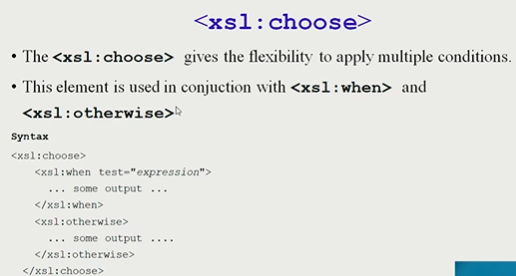 <xsl:choose>
• The <xsl:choose> gives the flexibility to apply multiple conditions.
• This element is used in conjuction with <xsl:when> and
<xsl:otherwise>
Syntax
<xsl:choose>
<xsl:when test="expression">
... some output ...
</xsl:when>
<xsl:otherwise>
... some output ....
</xsl:otherwise>
</xsl:choose>